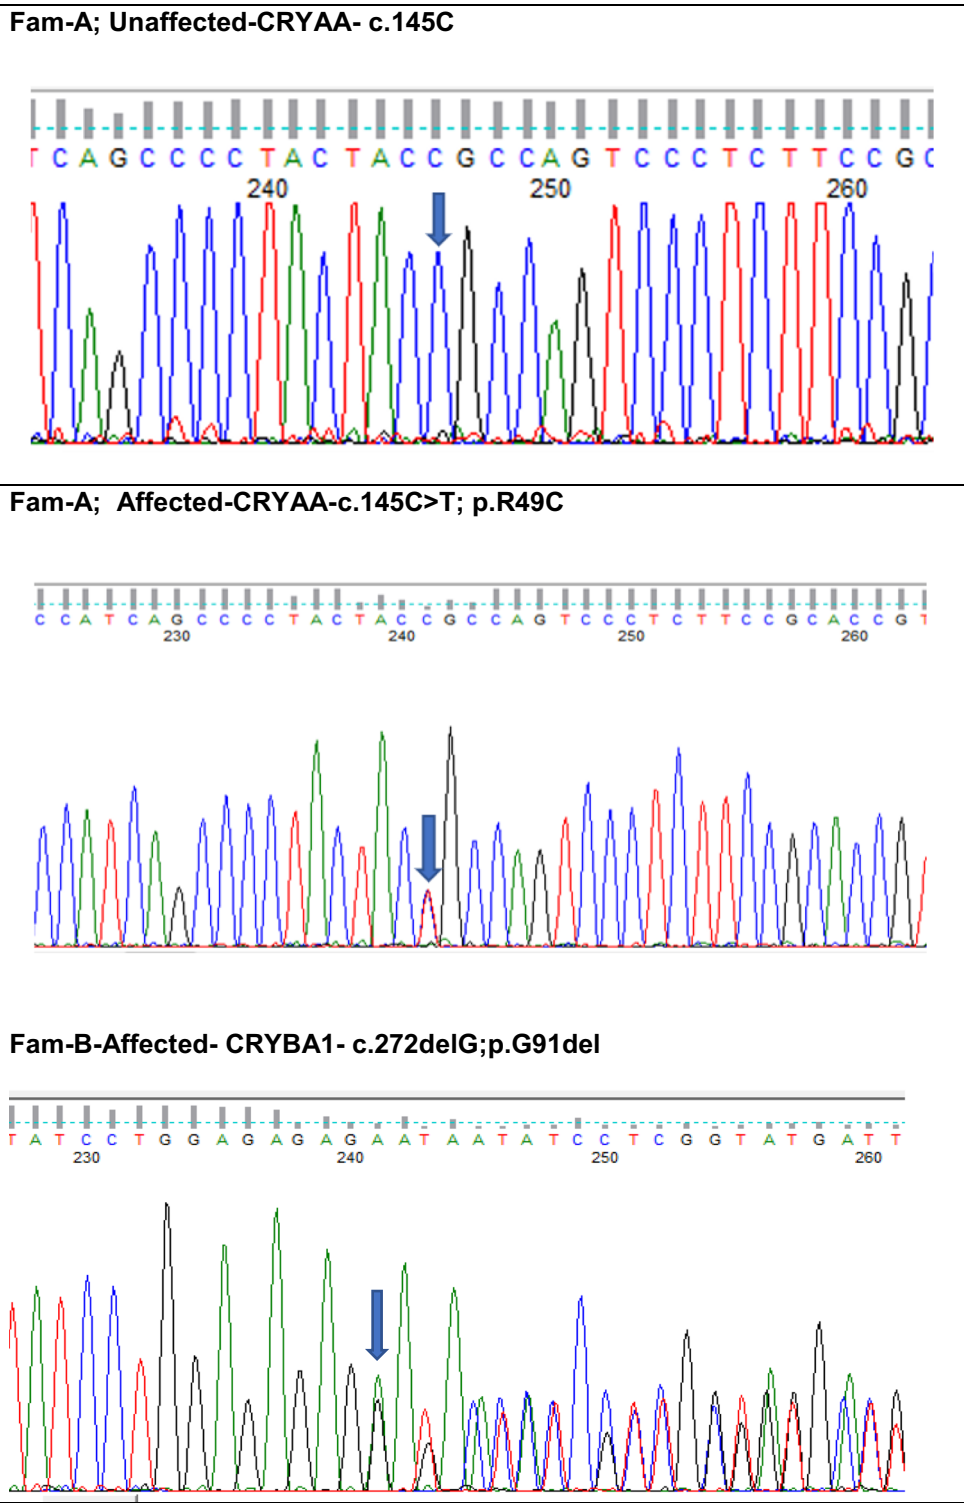 Fam-A; Unaffected-CRYAA- c.145C
T C A G C C C C T A C T A C C G C C A G T C C C T C T T C C G C
240 250 260
Fam-A; Affected-CRYAA-c.145C>T; p.R49C
C C A T C A G C C C C T A C T A C C G C C A G T C C C T C T T C C G C A C C G T
230 240 250 260
Fam-B-Affected- CRYBA1- c.272delG;p.G91del
T A T C C T G G A G A G A G A A T A A T A T C C T C G G T A T G A T T
230 240 250 260